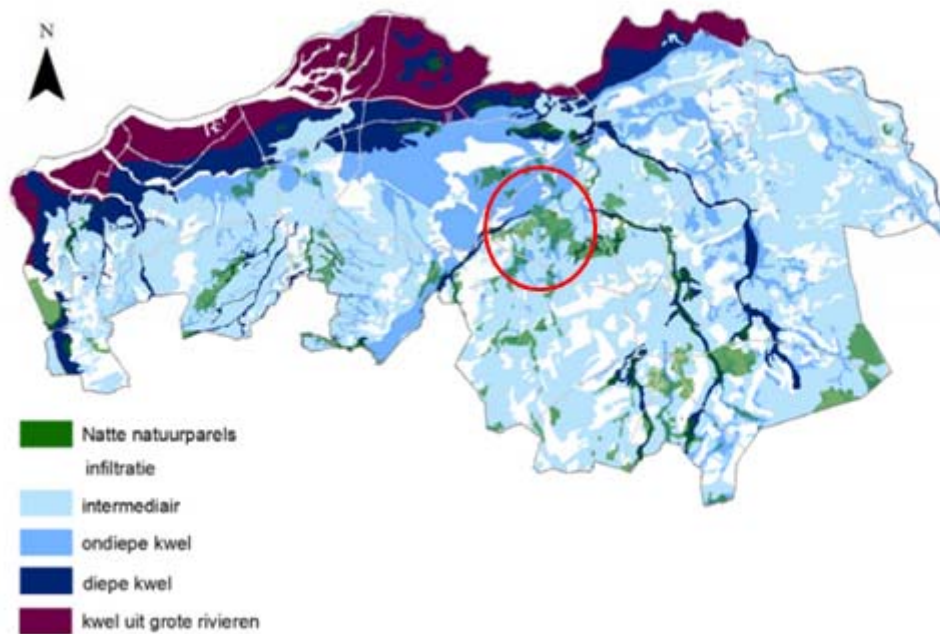 N
Natte natuurparels
infiltratie
intermediair
ondiepe kwel
diepe kwel
kwel uit grote rivieren